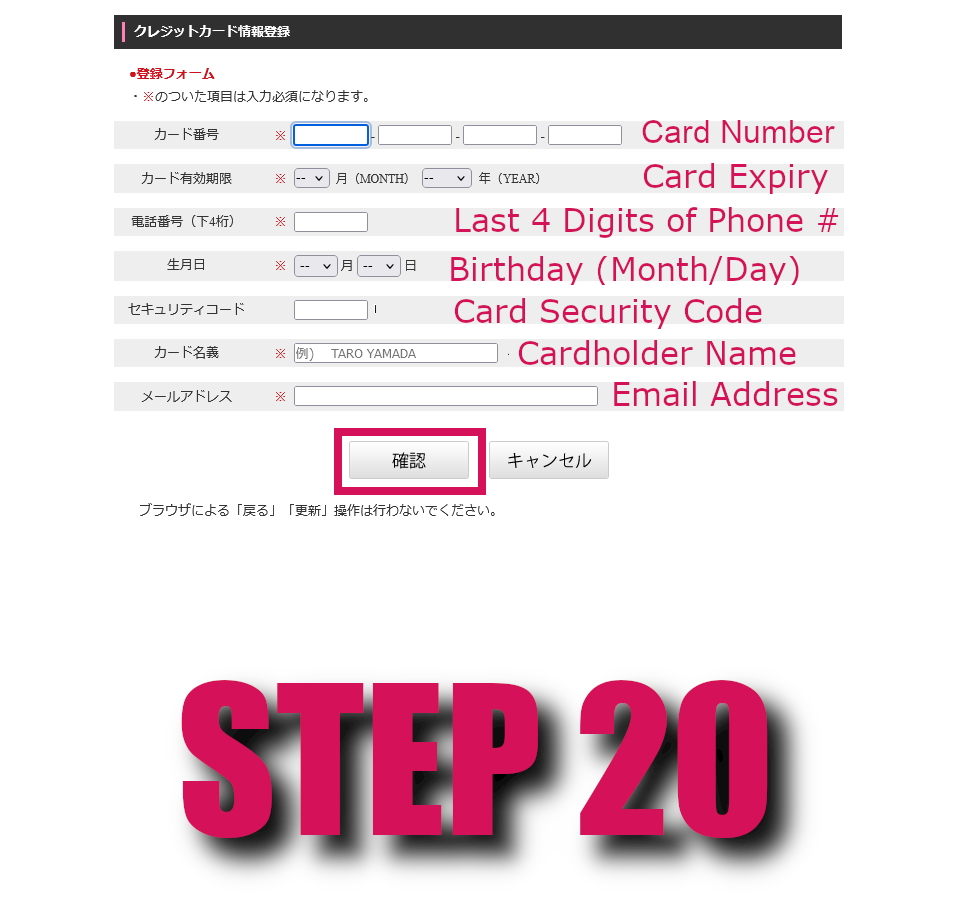 クレジットカード情報登録
●登録フォーム
・※のついた項目は入力必須になります。
カード番号 ※ - - - Card Number
カード有効期限 ※ -- 月（MONTH） -- 年（YEAR） Card Expiry
電話番号（下4桁） ※ Last 4 Digits of Phone #
生月日 ※ -- 月 -- 日 Birthday (Month/Day)
セキュリティコード Card Security Code
カード名義 ※ 例） TARO YAMADA Cardholder Name
メールアドレス ※ Email Address
確認 キャンセル
ブラウザによる「戻る」「更新」操作は行わないでください。
STEP 20